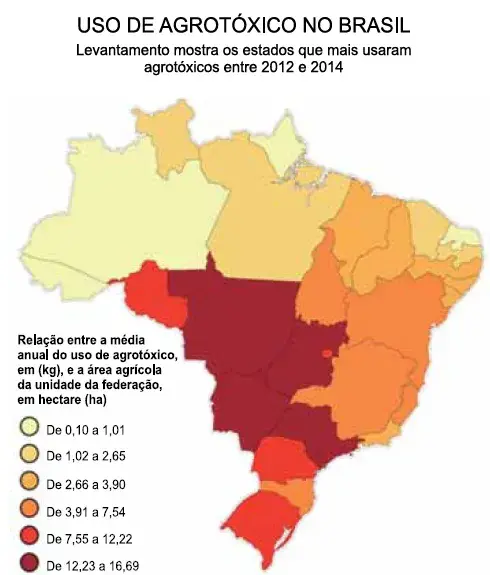 USO DE AGROTÓXICO NO BRASIL
Levantamento mostra os estados que mais usaram
agrotóxicos entre 2012 e 2014
Relação entre a média
anual do uso de agrotóxico,
em (kg), e a área agrícola
da unidade da federação,
em hectare (ha)
De 0,10 a 1,01
De 1,02 a 2,65
De 2,66 a 3,90
De 3,91 a 7,54
De 7,55 a 12,22
De 12,23 a 16,69